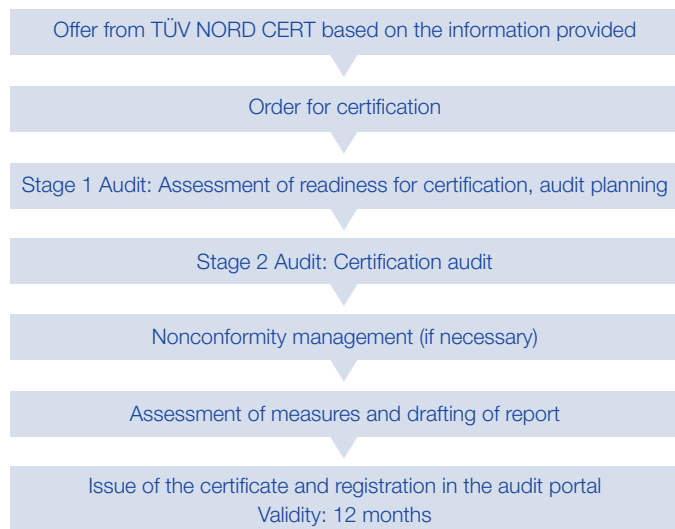 Offer from TÜV NORD CERT based on the information provided
Order for certification
Stage 1 Audit: Assessment of readiness for certification, audit planning
Stage 2 Audit: Certification audit
Nonconformity management (if necessary)
Assessment of measures and drafting of report
Issue of the certificate and registration in the audit portal
Validity: 12 months